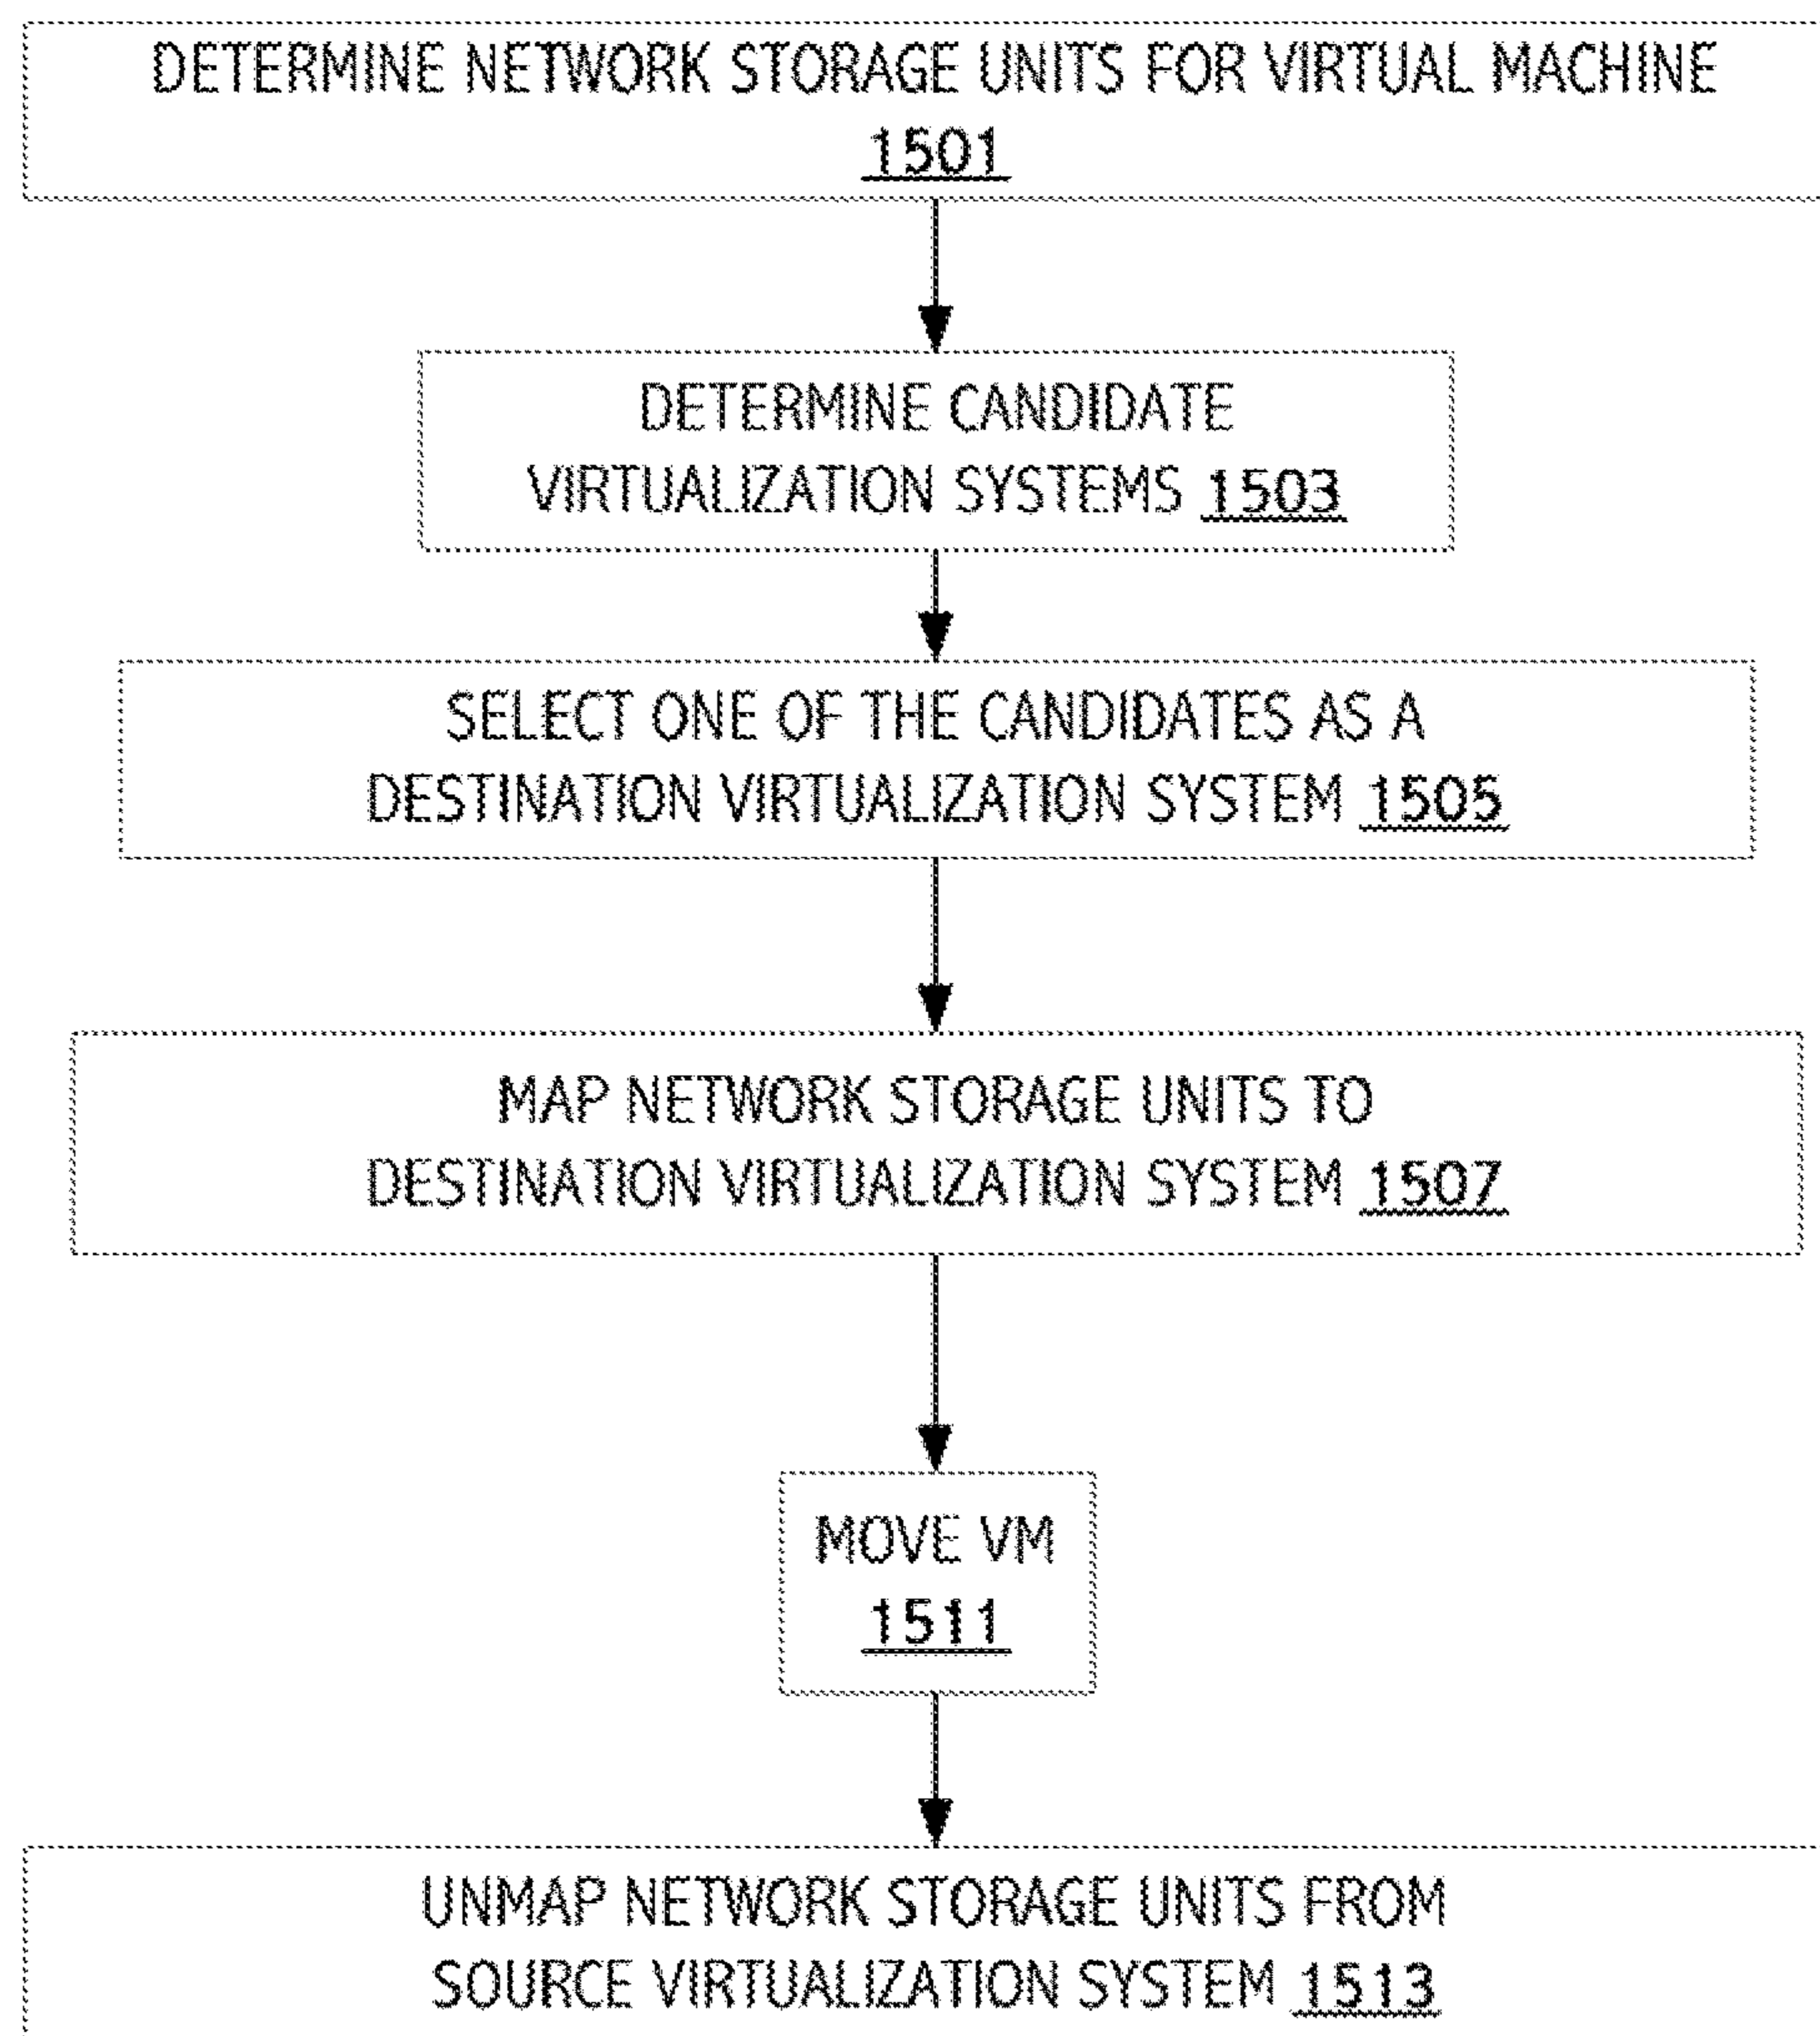 DETERMINE NETWORK STORAGE UNITS FOR VIRTUAL MACHINE
1501
DETERMINE CANDIDATE
VIRTUALIZATION SYSTEMS 1503
SELECT ONE OF THE CANDIDATES AS A
DESTINATION VIRTUALIZATION SYSTEM 1505
MAP NETWORK STORAGE UNITS TO
DESTINATION VIRTUALIZATION SYSTEM 1507
MOVE VM
1511
UNMAP NETWORK STORAGE UNITS FROM
SOURCE VIRTUALIZATION SYSTEM 1513